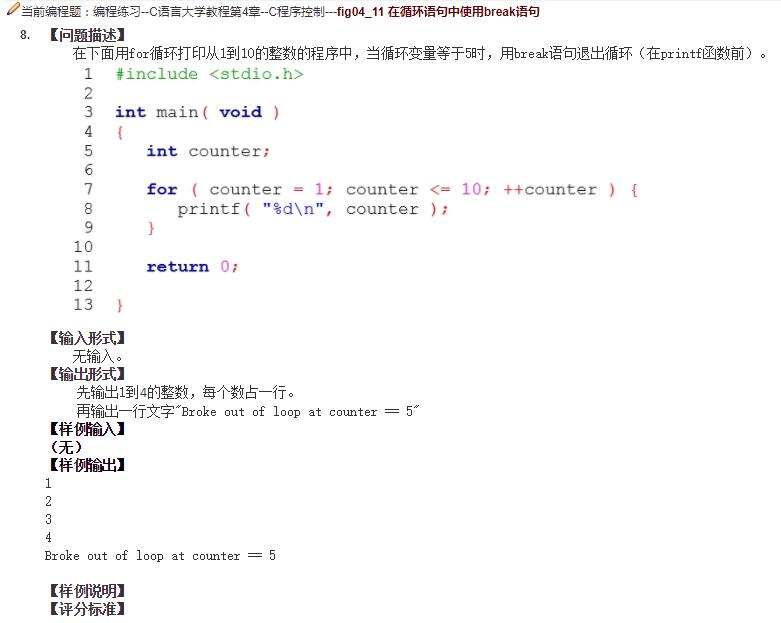 当前编程题：编程练习--C语言大学教程第4章--C程序控制---fig04_11 在循环语句中使用break语句
8. 【问题描述】
在下面用for循环打印从1到10的整数的程序中，当循环变量等于5时，用break语句退出循环（在printf函数前）。
1 #include <stdio.h>
2
3 int main( void )
4 {
5 int counter;
6
7 for ( counter = 1; counter <= 10; ++counter ) {
8 printf( "%d\n", counter );
9 }
10
11 return 0;
12
13 }
【输入形式】
无输入。
【输出形式】
先输出1到4的整数，每个数占一行。
再输出一行文字"Broke out of loop at counter == 5"
【样例输入】
（无）
【样例输出】
1
2
3
4
Broke out of loop at counter == 5
【样例说明】
【评分标准】